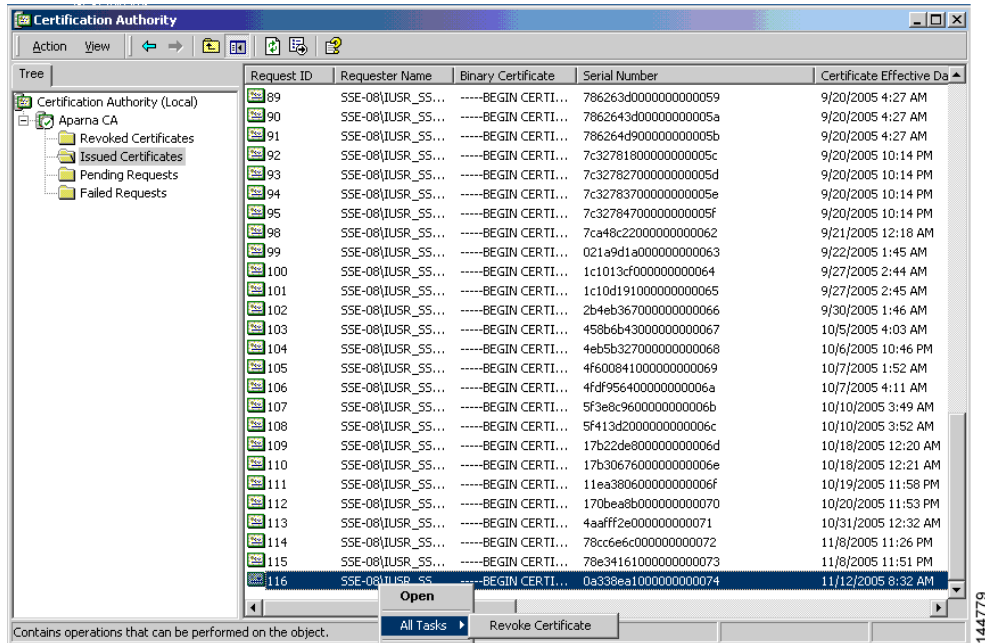 Certification Authority
Action View
Tree
Certification Authority (Local)
Aparna CA
Revoked Certificates
Issued Certificates
Pending Requests
Failed Requests
Request ID Requester Name Binary Certificate Serial Number Certificate Effective Da
89 SSE-08\IUSR_SS... -----BEGIN CERTI... 786263d0000000000059 9/20/2005 4:27 AM
90 SSE-08\IUSR_SS... -----BEGIN CERTI... 7862643d00000000005a 9/20/2005 4:27 AM
91 SSE-08\IUSR_SS... -----BEGIN CERTI... 786264d900000000005b 9/20/2005 4:27 AM
92 SSE-08\IUSR_SS... -----BEGIN CERTI... 7c32781800000000005c 9/20/2005 10:14 PM
93 SSE-08\IUSR_SS... -----BEGIN CERTI... 7c32782700000000005d 9/20/2005 10:14 PM
94 SSE-08\IUSR_SS... -----BEGIN CERTI... 7c32783700000000005e 9/20/2005 10:14 PM
95 SSE-08\IUSR_SS... -----BEGIN CERTI... 7c32784700000000005f 9/20/2005 10:14 PM
98 SSE-08\IUSR_SS... -----BEGIN CERTI... 7ca48c22000000000062 9/21/2005 12:18 AM
99 SSE-08\IUSR_SS... -----BEGIN CERTI... 021a9d1a000000000063 9/22/2005 1:45 AM
100 SSE-08\IUSR_SS... -----BEGIN CERTI... 1c1013cf000000000064 9/27/2005 2:44 AM
101 SSE-08\IUSR_SS... -----BEGIN CERTI... 1c10d191000000000065 9/27/2005 2:45 AM
102 SSE-08\IUSR_SS... -----BEGIN CERTI... 2b4eb367000000000066 9/30/2005 1:46 AM
103 SSE-08\IUSR_SS... -----BEGIN CERTI... 458b6b43000000000067 10/5/2005 4:03 AM
104 SSE-08\IUSR_SS... -----BEGIN CERTI... 4eb5b327000000000068 10/6/2005 10:46 PM
105 SSE-08\IUSR_SS... -----BEGIN CERTI... 4f600841000000000069 10/7/2005 1:52 AM
106 SSE-08\IUSR_SS... -----BEGIN CERTI... 4fdf956400000000006a 10/7/2005 4:11 AM
107 SSE-08\IUSR_SS... -----BEGIN CERTI... 5f3e8c9600000000006b 10/10/2005 3:49 AM
108 SSE-08\IUSR_SS... -----BEGIN CERTI... 5f413d2000000000006c 10/10/2005 3:52 AM
109 SSE-08\IUSR_SS... -----BEGIN CERTI... 17b22de800000000006d 10/18/2005 12:20 AM
110 SSE-08\IUSR_SS... -----BEGIN CERTI... 17b3067600000000006e 10/18/2005 12:21 AM
111 SSE-08\IUSR_SS... -----BEGIN CERTI... 11ea380600000000006f 10/19/2005 11:58 PM
112 SSE-08\IUSR_SS... -----BEGIN CERTI... 170bea8b000000000070 10/20/2005 11:53 PM
113 SSE-08\IUSR_SS... -----BEGIN CERTI... 4aafff2e000000000071 10/31/2005 12:32 AM
114 SSE-08\IUSR_SS... -----BEGIN CERTI... 78cc6e6c000000000072 11/8/2005 11:26 PM
115 SSE-08\IUSR_SS... -----BEGIN CERTI... 78e34161000000000073 11/8/2005 11:51 PM
116 SSE-08\IUSR_SS -----BEGIN CERTI... 0a338ea1000000000074 11/12/2005 8:32 AM
Open
All Tasks Revoke Certificate
Contains operations that can be performed on the object.
144779